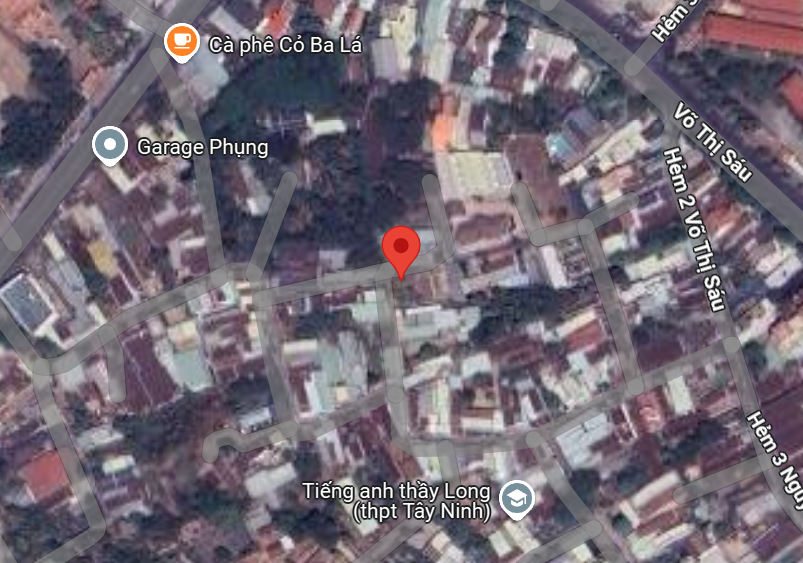 Hẻm
Cà phê Cỏ Ba Lá
Garage Phụng
Võ Thị Sáu
Hẻm 2 Võ Thị Sáu
Hẻm 3
Tiếng anh thầy Long
(thpt Tây Ninh)